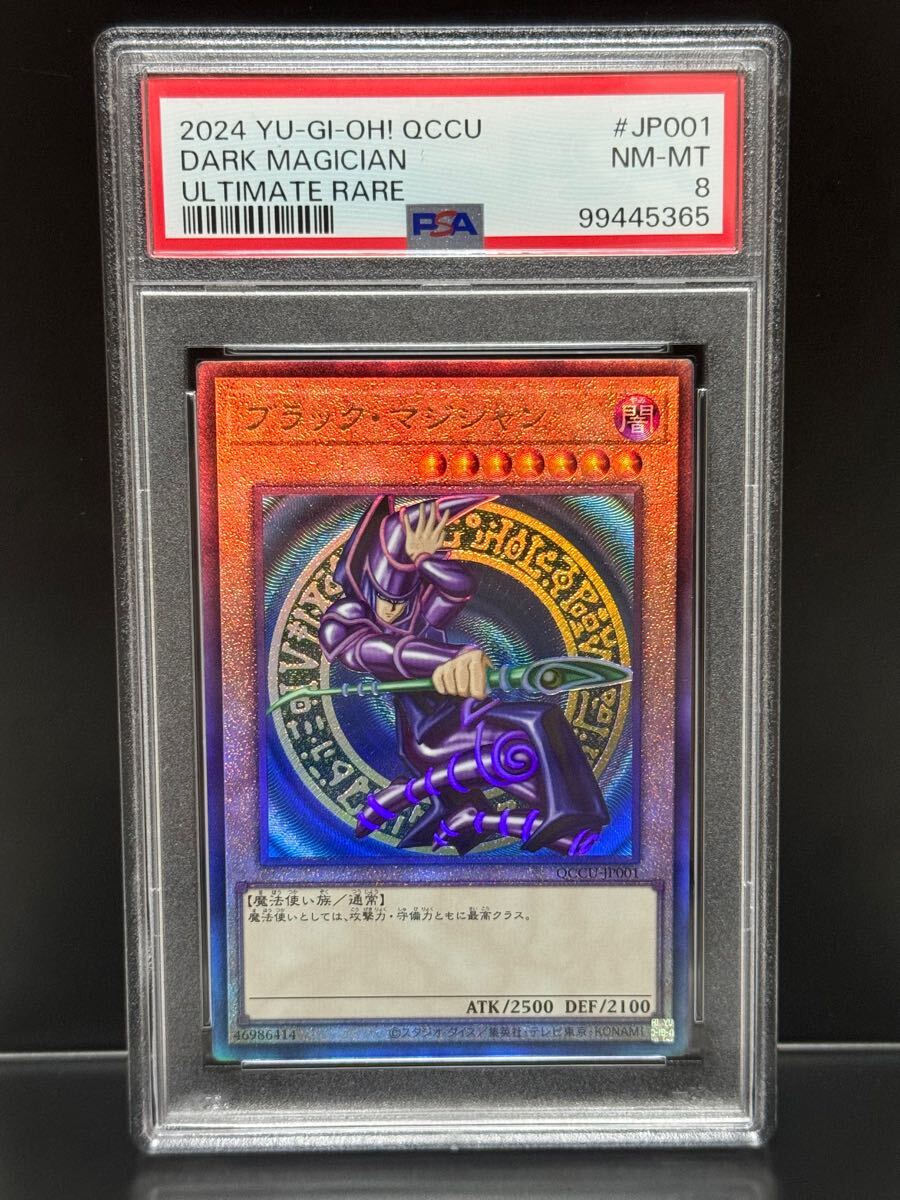 2024 YU-GI-OH! QCCU #JP001
DARK MAGICIAN NM-MT
ULTIMATE RARE 8
PSA 99445365
ブラック・マジシャン
闇
QCCU-JP001
【魔法使い族/通常】
魔法使いとしては、攻撃力・守備力ともに最高クラス。
ATK/2500 DEF/2100
46986414 ©スタジオ・ダイス/集英社・テレビ東京・KONAMI